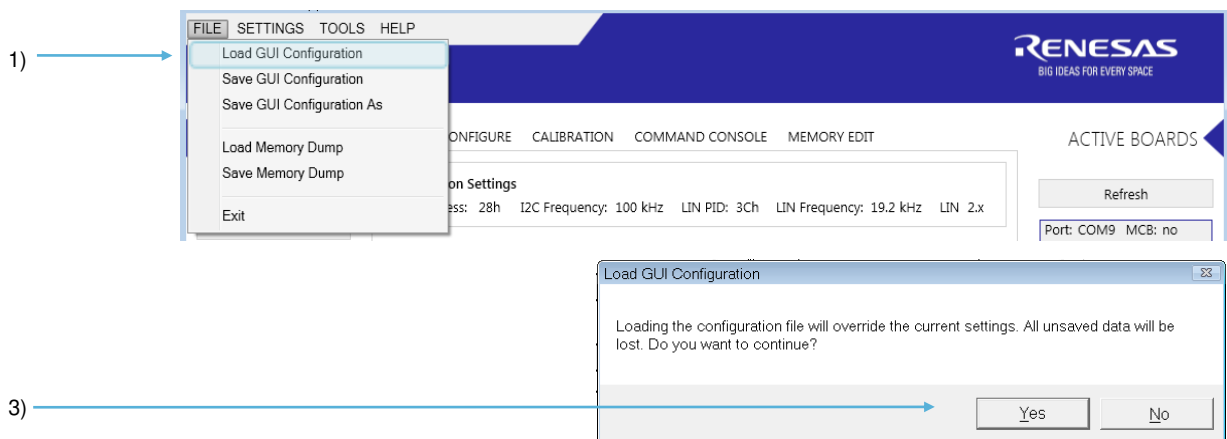 FILE SETTINGS TOOLS HELP
1)
Load GUI Configuration
Save GUI Configuration
Save GUI Configuration As
Load Memory Dump
Save Memory Dump
Exit
RENESAS
BIG IDEAS FOR EVERY SPACE
ONFIGURE CALIBRATION COMMAND CONSOLE MEMORY EDIT
ACTIVE BOARDS
on Settings
ess: 28h I2C Frequency: 100 kHz LIN PID: 3Ch LIN Frequency: 19.2 kHz LIN 2.x
Refresh
Port: COM9 MCB: no
Load GUI Configuration
Loading the configuration file will override the current settings. All unsaved data will be
lost. Do you want to continue?
3)
Yes No